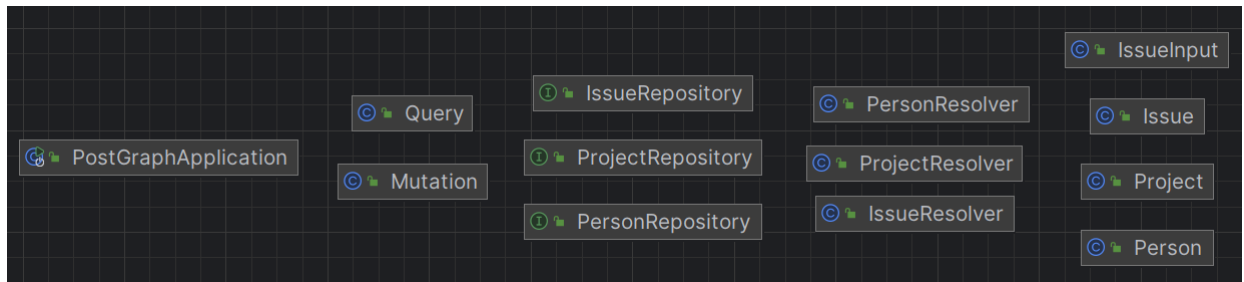 PostGraphApplication
Query
Mutation
IssueRepository
ProjectRepository
PersonRepository
PersonResolver
ProjectResolver
IssueResolver
IssueInput
Issue
Project
Person